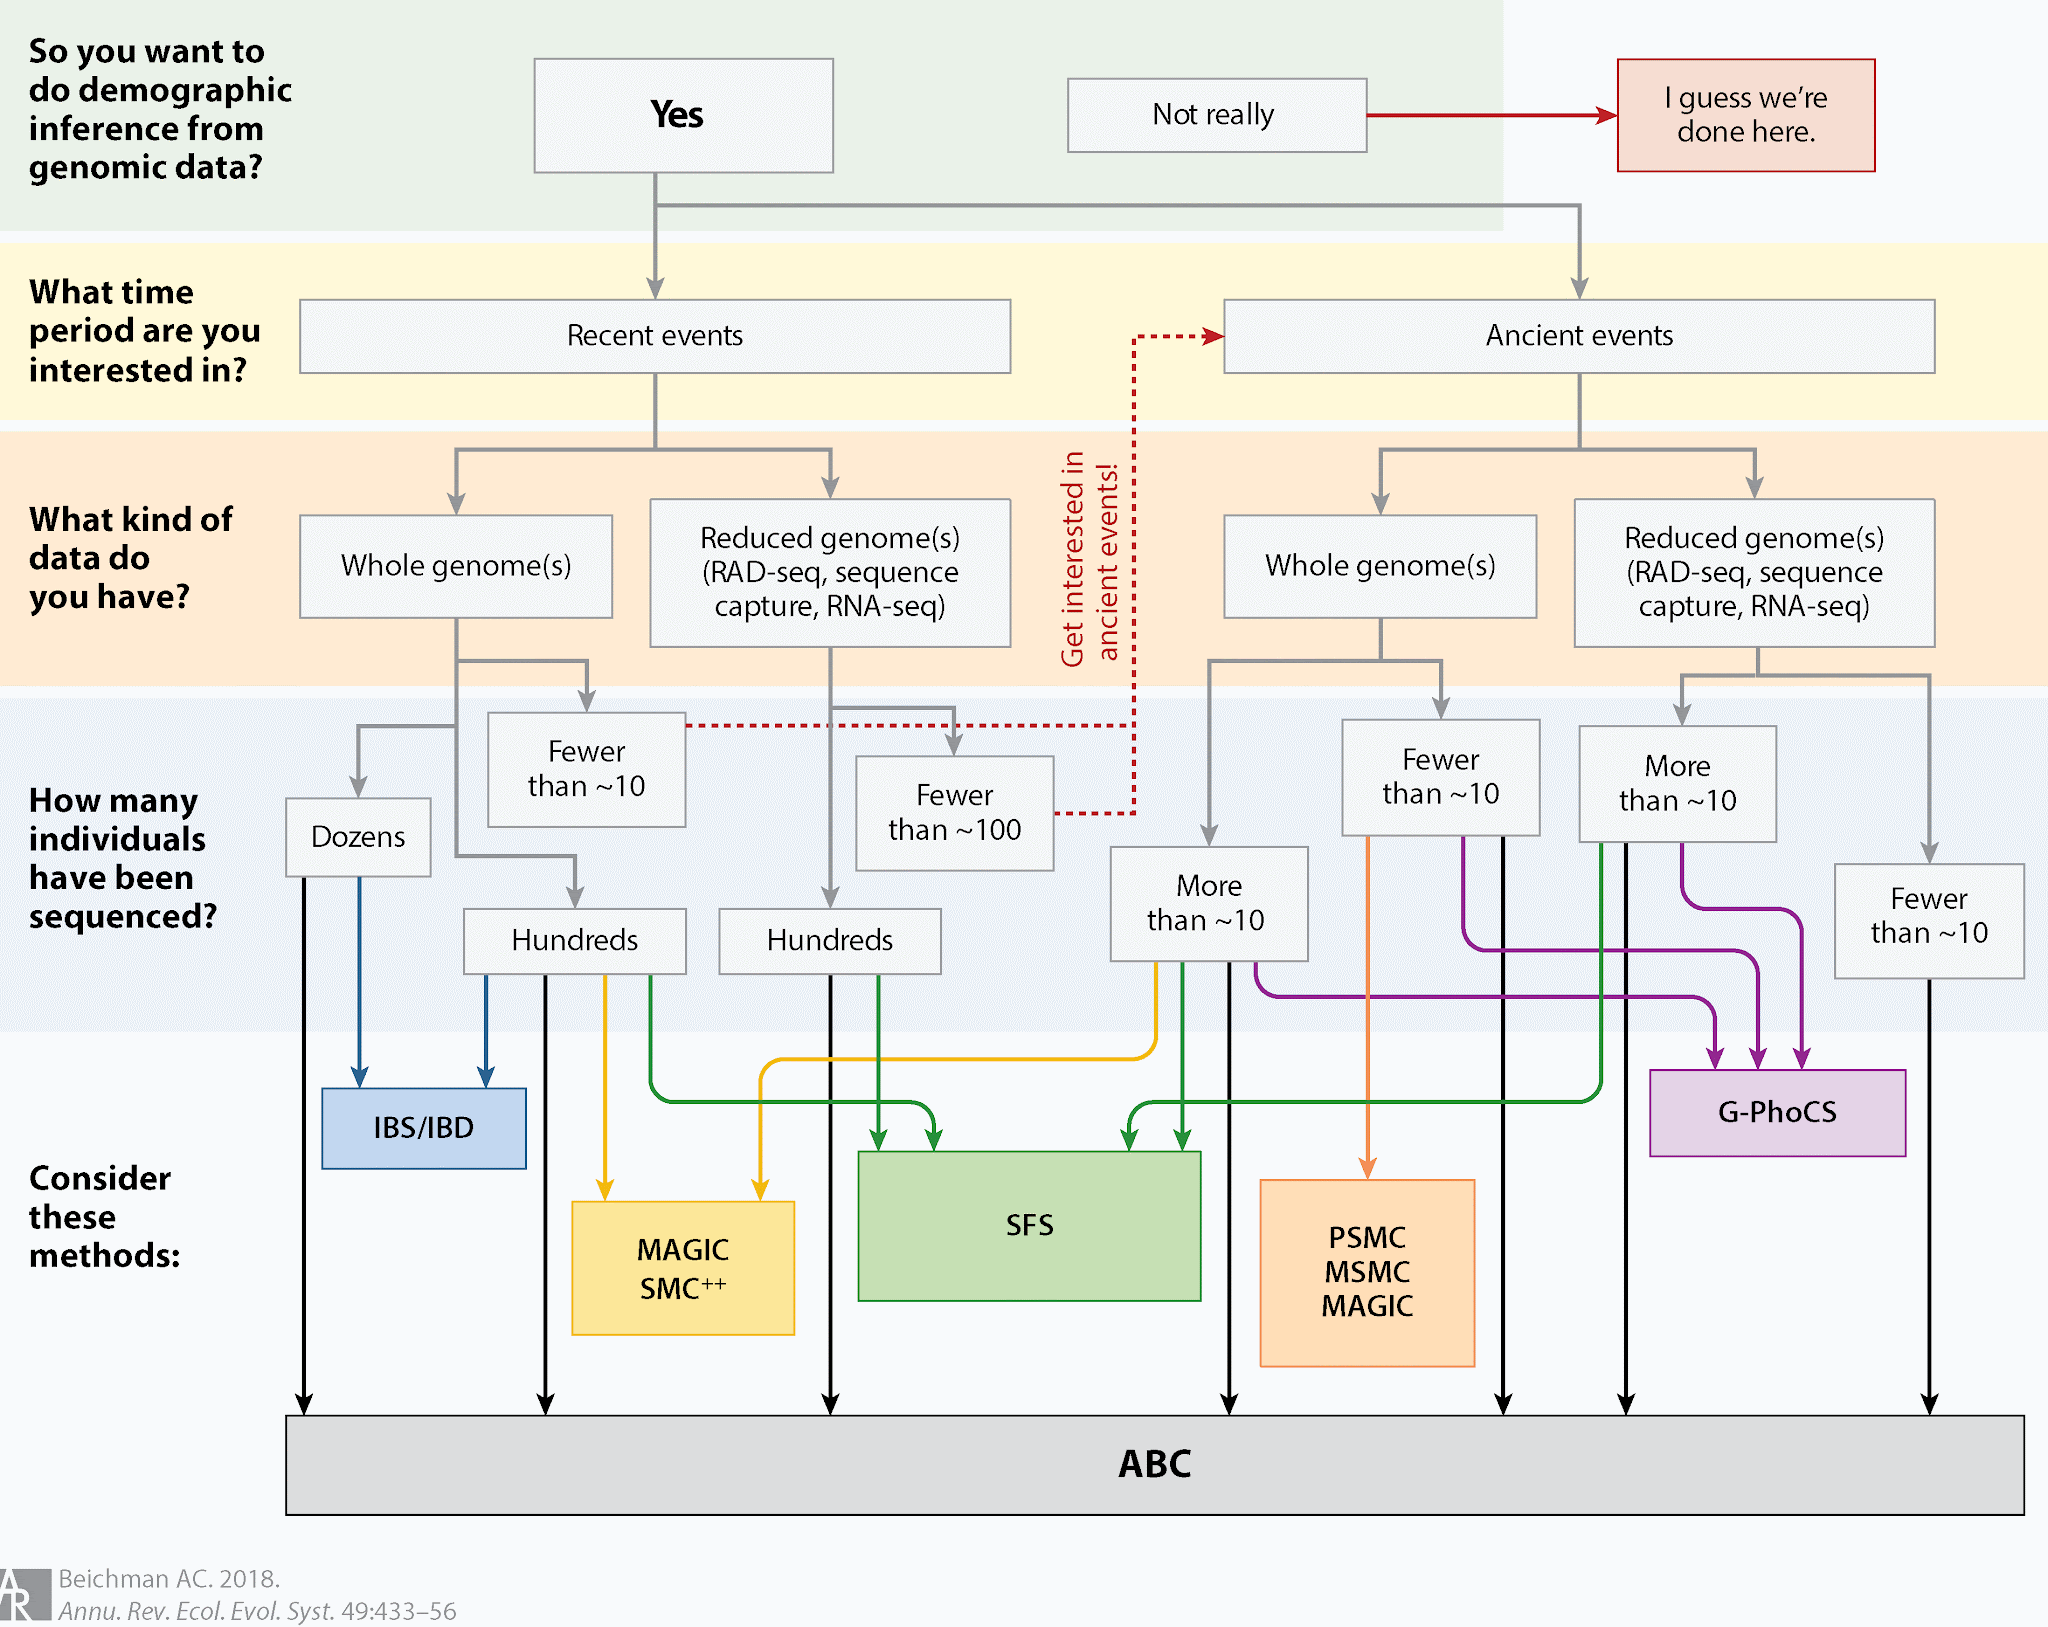 So you want to
do demographic
inference from
genomic data?
Yes
Not really
I guess we’re
done here.
What time
period are you
interested in?
Recent events
Ancient events
What kind of
data do
you have?
Whole genome(s)
Reduced genome(s)
(RAD-seq, sequence
capture, RNA-seq)
Get interested in
ancient events!
Whole genome(s)
Reduced genome(s)
(RAD-seq, sequence
capture, RNA-seq)
How many
individuals
have been
sequenced?
Dozens
Fewer
than ~10
Hundreds
Hundreds
Fewer
than ~100
More
than ~10
Fewer
than ~10
More
than ~10
Fewer
than ~10
Consider
these
methods:
IBS/IBD
MAGIC
SMC⁺⁺
SFS
PSMC
MSMC
MAGIC
G-PhoCS
ABC
AR
Beichman AC. 2018.
Annu. Rev. Ecol. Evol. Syst. 49:433–56